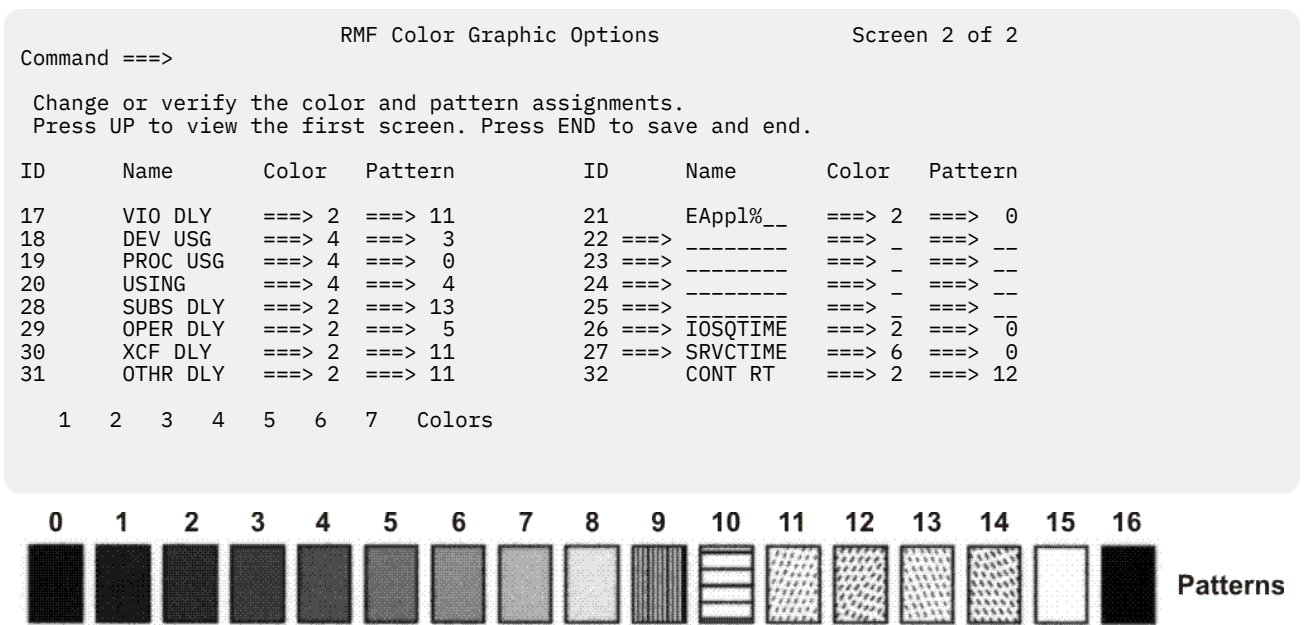 RMF Color Graphic Options                Screen 2 of 2
Command ===>
Change or verify the color and pattern assignments.
Press UP to view the first screen. Press END to save and end.
ID      Name       Color   Pattern          ID      Name       Color   Pattern
17      VIO DLY    ===> 2  ===> 11          21      EAppl%__   ===> 2  ===>  0
18      DEV USG    ===> 4  ===>  3          22 ===> ________   ===> _  ===> __
19      PROC USG   ===> 4  ===>  0          23 ===> ________   ===> _  ===> __
20      USING      ===> 4  ===>  4          24 ===> ________   ===> _  ===> __
28      SUBS DLY   ===> 2  ===> 13          25 ===> ________   ===> _  ===> __
29      OPER DLY   ===> 2  ===>  5          26 ===> IOSQTIME   ===> 2  ===>  0
30      XCF DLY    ===> 2  ===> 11          27 ===> SRVCTIME   ===> 6  ===>  0
31      OTHR DLY   ===> 2  ===> 11          32      CONT RT    ===> 2  ===> 12
1   2   3   4   5   6   7   Colors
0 1 2 3 4 5 6 7 8 9 10 11 12 13 14 15 16
Patterns